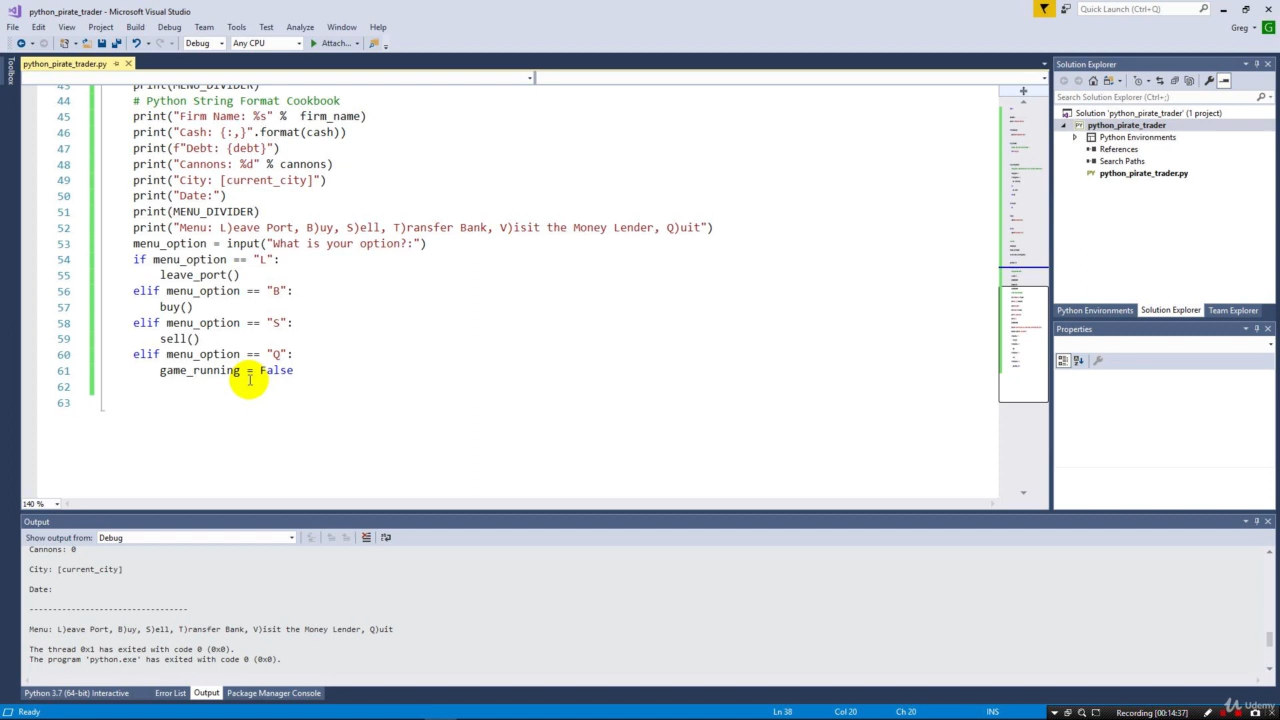 python_pirate_trader - Microsoft Visual Studio
Quick Launch (Ctrl+Q)
File Edit View Project Build Debug Team Tools Test Analyze Window Help
Greg
G
Debug Any CPU Attach...
Toolbox
python_pirate_trader.py
43 print(MENU_DIVIDER)
44 # Python String Format Cookbook
45 print("Firm Name: %s" % firm_name)
46 print("Cash: {:,}".format(cash))
47 print(f"Debt: {debt}")
48 print("Cannons: %d" % cannons)
49 print("City: [current_city]")
50 print("Date:")
51 print(MENU_DIVIDER)
52 print("Menu: L)eave Port, B)uy, S)ell, T)ransfer Bank, V)isit the Money Lender, Q)uit")
53 menu_option = input("What is your option?:")
54 if menu_option == "L":
55 leave_port()
56 elif menu_option == "B":
57 buy()
58 elif menu_option == "S":
59 sell()
60 elif menu_option == "Q":
61 game_running = False
62
63
140 %
Solution Explorer
Search Solution Explorer (Ctrl+;)
Solution 'python_pirate_trader' (1 project)
python_pirate_trader
Python Environments
References
Search Paths
python_pirate_trader.py
Python Environments Solution Explorer Team Explorer
Properties
Output
Show output from: Debug
Cannons: 0
City: [current_city]
Date:
---------------------------------
Menu: L)eave Port, B)uy, S)ell, T)ransfer Bank, V)isit the Money Lender, Q)uit
The thread 0x1 has exited with code 0 (0x0).
The program 'python.exe' has exited with code 0 (0x0).
Python 3.7 (64-bit) Interactive Error List Output Package Manager Console
Udemy
Ready Ln 38 Col 20 Ch 20 INS
Recording [00:14:37]